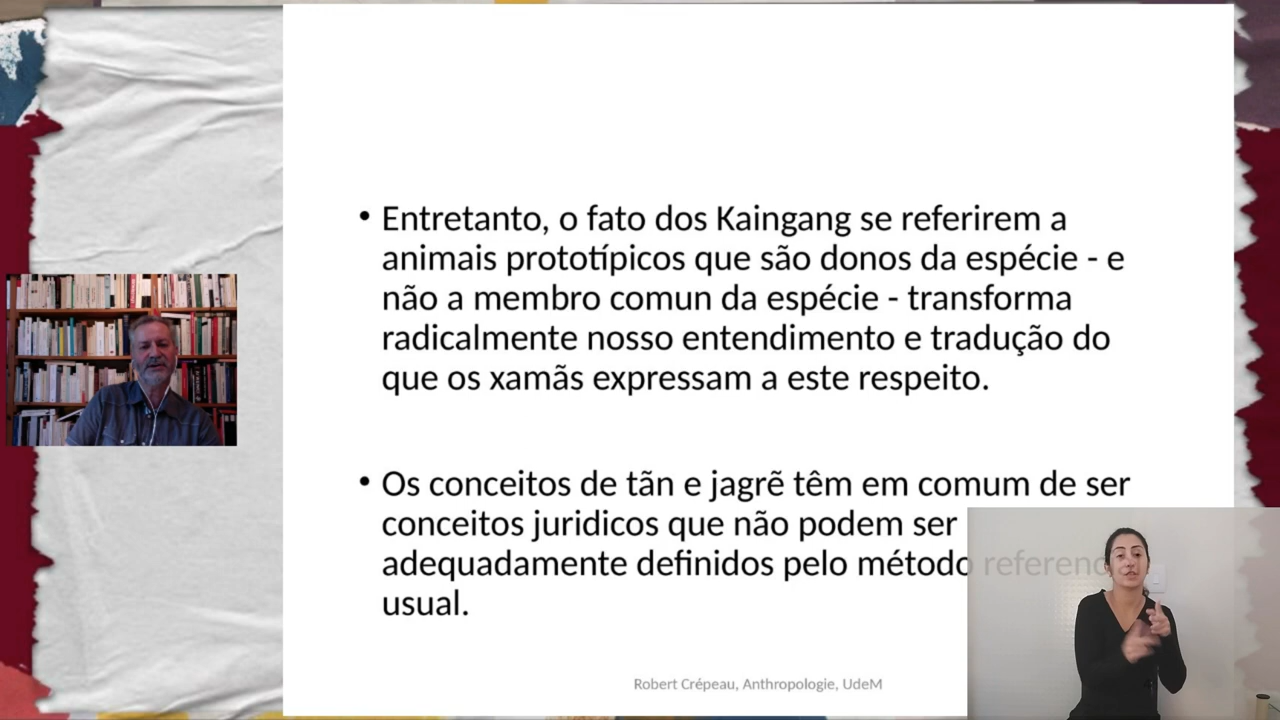 • Entretanto, o fato dos Kaingang se referirem a
animais prototípicos que são donos da espécie - e
não a membro comun da espécie - transforma
radicalmente nosso entendimento e tradução do
que os xamãs expressam a este respeito.
• Os conceitos de tãn e jagrẽ têm em comum de ser
conceitos juridicos que não podem ser
adequadamente definidos pelo método
usual.
Robert Crépeau, Anthropologie, UdeM